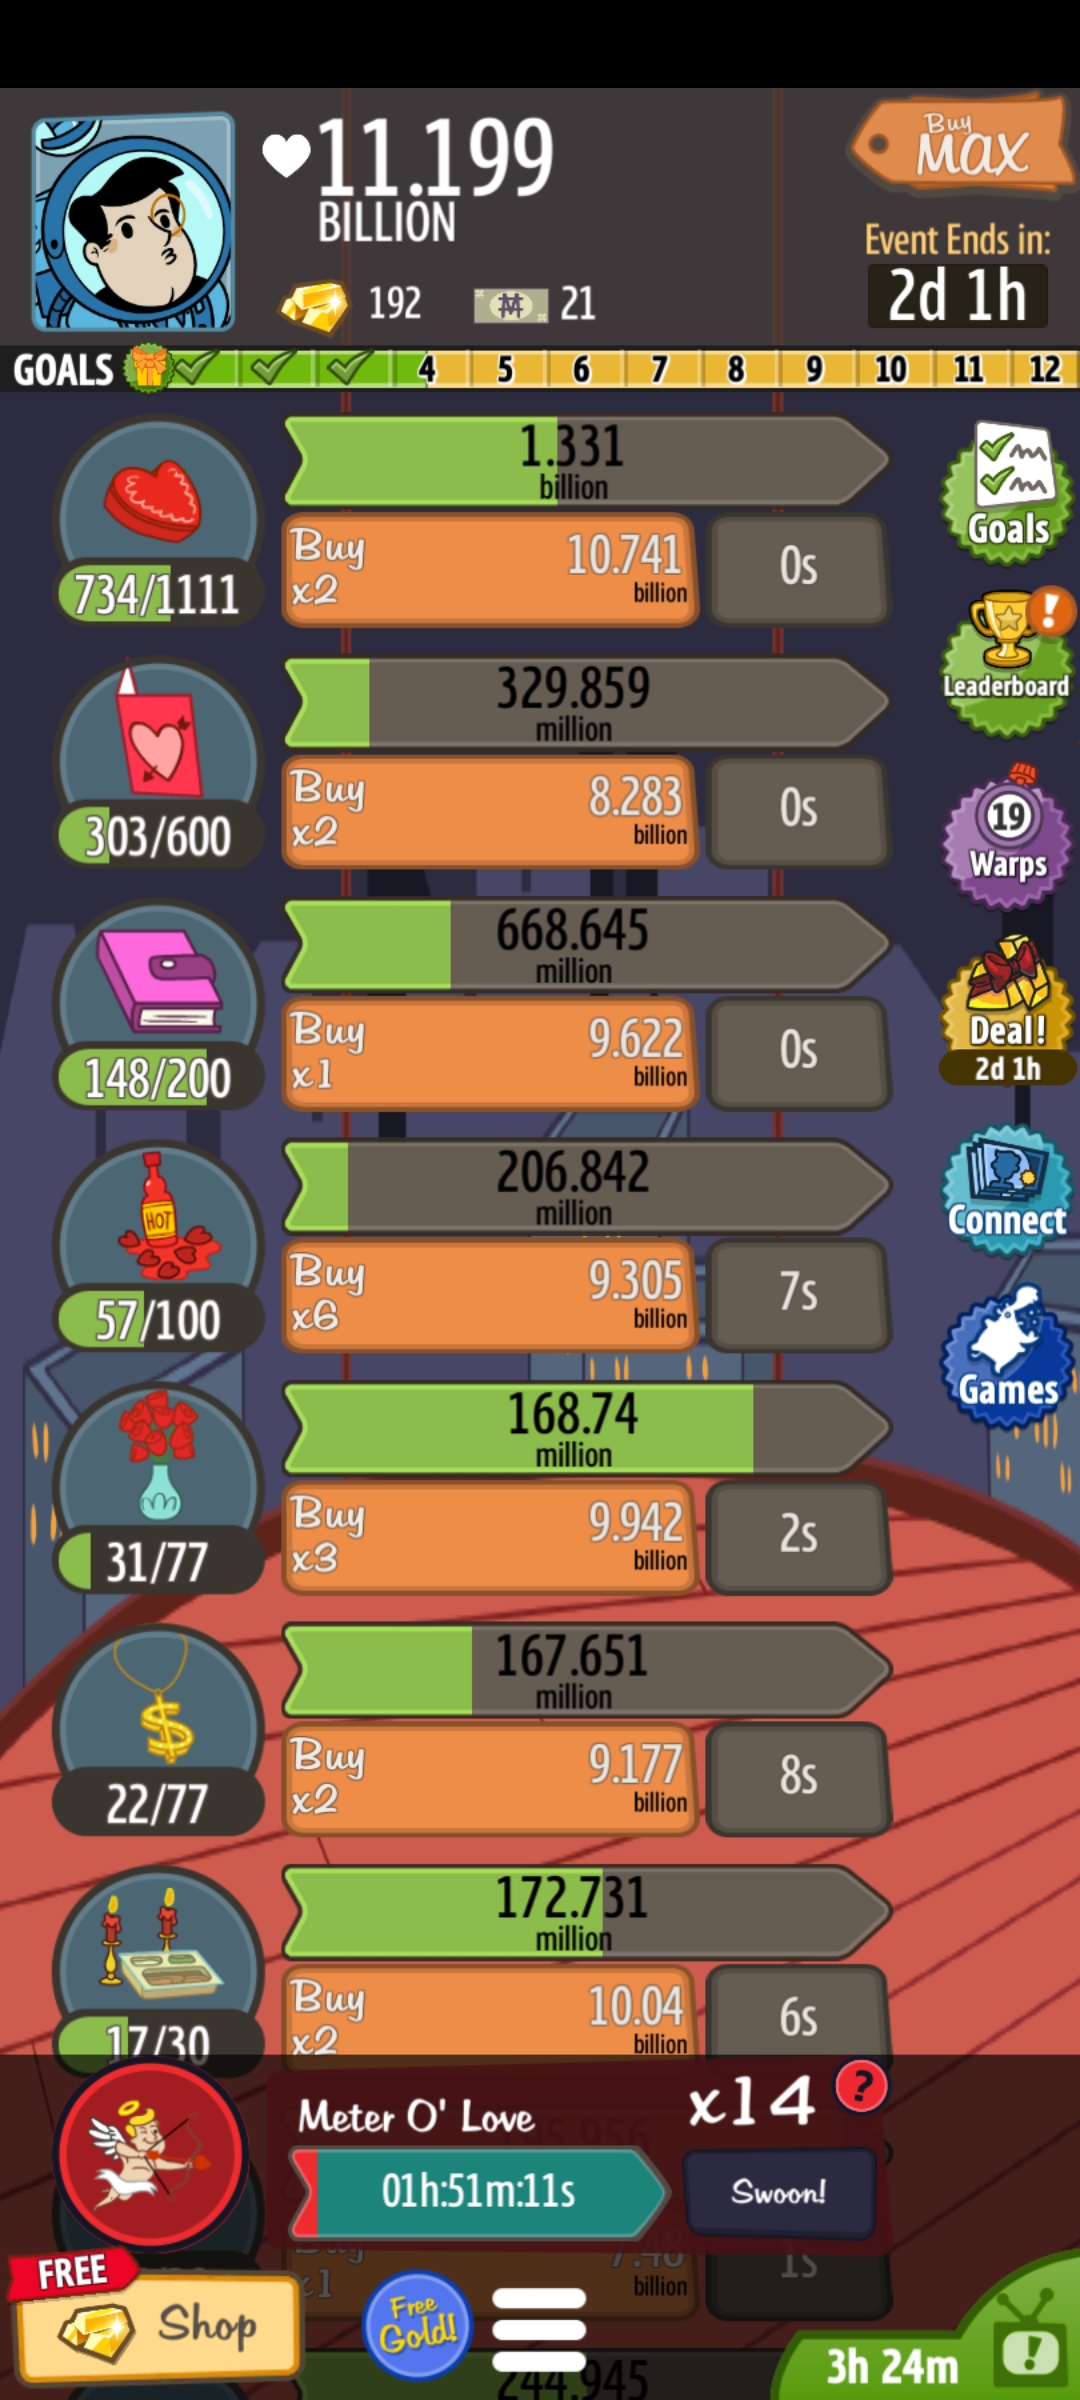 11.199
BILLION
Buy
MAX
Event Ends in:
2d 1h
192
21
GOALS
4 5 6 7 8 9 10 11 12
1.331
billion
Buy
x2
10.741
billion
0s
734/1111
Goals
329.859
million
Buy
x2
8.283
billion
0s
303/600
!
Leaderboard
19
Warps
668.645
million
Buy
x1
9.622
billion
0s
148/200
Deal!
2d 1h
206.842
million
HOT
Buy
x6
9.305
billion
7s
57/100
Connect
168.74
million
Buy
x3
9.942
billion
2s
31/77
Games
167.651
million
Buy
x2
9.177
billion
8s
22/77
172.731
million
Buy
x2
10.04
billion
6s
17/30
Meter O' Love
x14
?
01h:51m:11s
Swoon!
Buy
x1
7.48
billion
1s
FREE
Shop
Free
Gold!
3h 24m
!
244.945